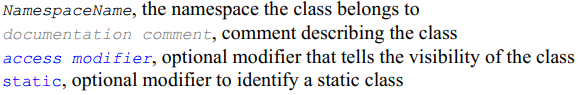 NamespaceName, the namespace the class belongs to
documentation comment, comment describing the class
access modifier, optional modifier that tells the visibility of the class
static, optional modifier to identify a static class